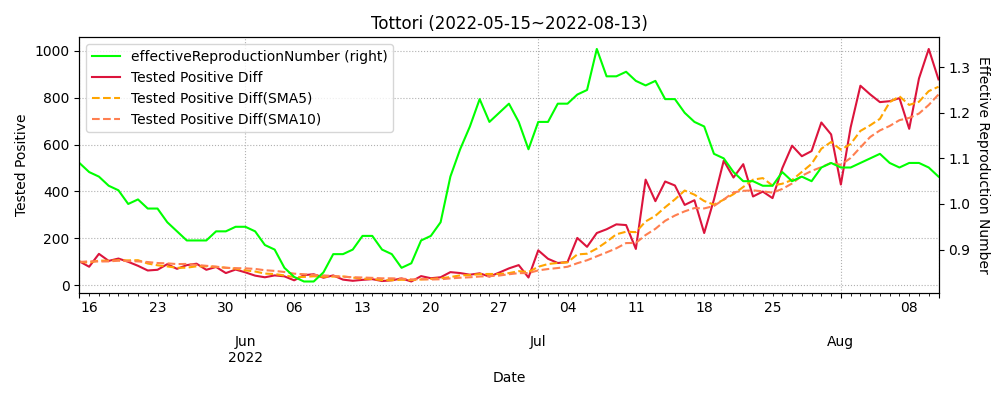 Tottori (2022-05-15~2022-08-13)
effectiveReproductionNumber (right)
Tested Positive Diff
Tested Positive Diff(SMA5)
Tested Positive Diff(SMA10)
Tested Positive
1000
800
600
400
200
0
Effective Reproduction Number
1.3
1.2
1.1
1.0
0.9
16 23 30 06 13 20 27 04 11 18 25 08
Jun Jul Aug
2022
Date